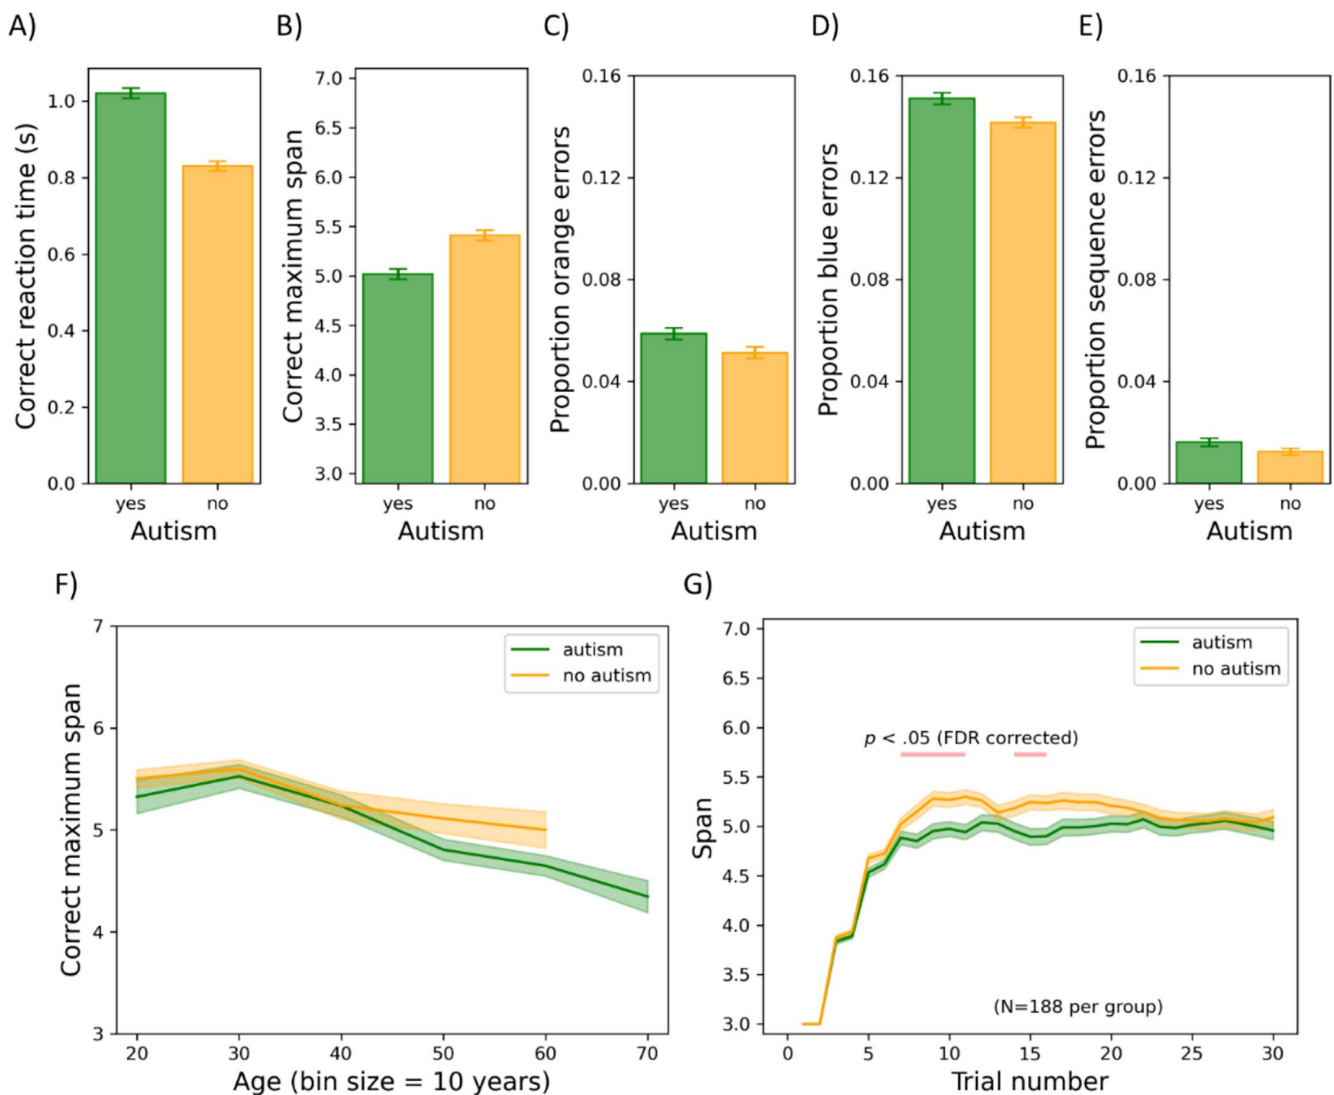 A)
B)
C)
D)
E)
Correct reaction time (s)
1.0
0.8
0.6
0.4
0.2
0.0
yes no
Autism
Correct maximum span
7.0
6.5
6.0
5.5
5.0
4.5
4.0
3.5
3.0
yes no
Autism
Proportion orange errors
0.16
0.12
0.08
0.04
0.00
yes no
Autism
Proportion blue errors
0.16
0.12
0.08
0.04
0.00
yes no
Autism
Proportion sequence errors
0.16
0.12
0.08
0.04
0.00
yes no
Autism
F)
Correct maximum span
7
6
5
4
3
autism
no autism
20 30 40 50 60 70
Age (bin size = 10 years)
G)
Span
7.0
6.5
6.0
5.5
5.0
4.5
4.0
3.5
3.0
autism
no autism
p < .05 (FDR corrected)
(N=188 per group)
0 5 10 15 20 25 30
Trial number